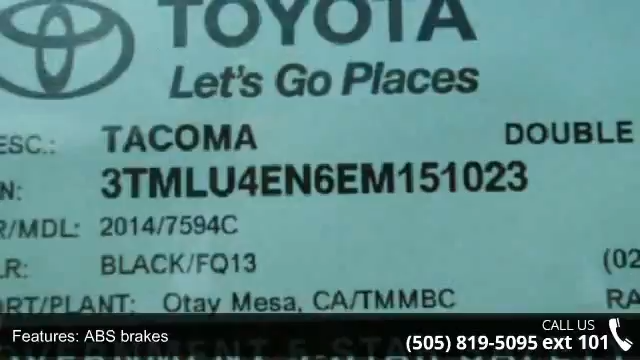 TOYOTA
Let's Go Places
ESC.: TACOMA DOUBLE
N: 3TMLU4EN6EM151023
R/MDL: 2014/7594C
LR: BLACK/FQ13 (02
ORT/PLANT: Otay Mesa, CA/TMMBC RA
Features: ABS brakes
CALL US
(505) 819-5095 ext 101